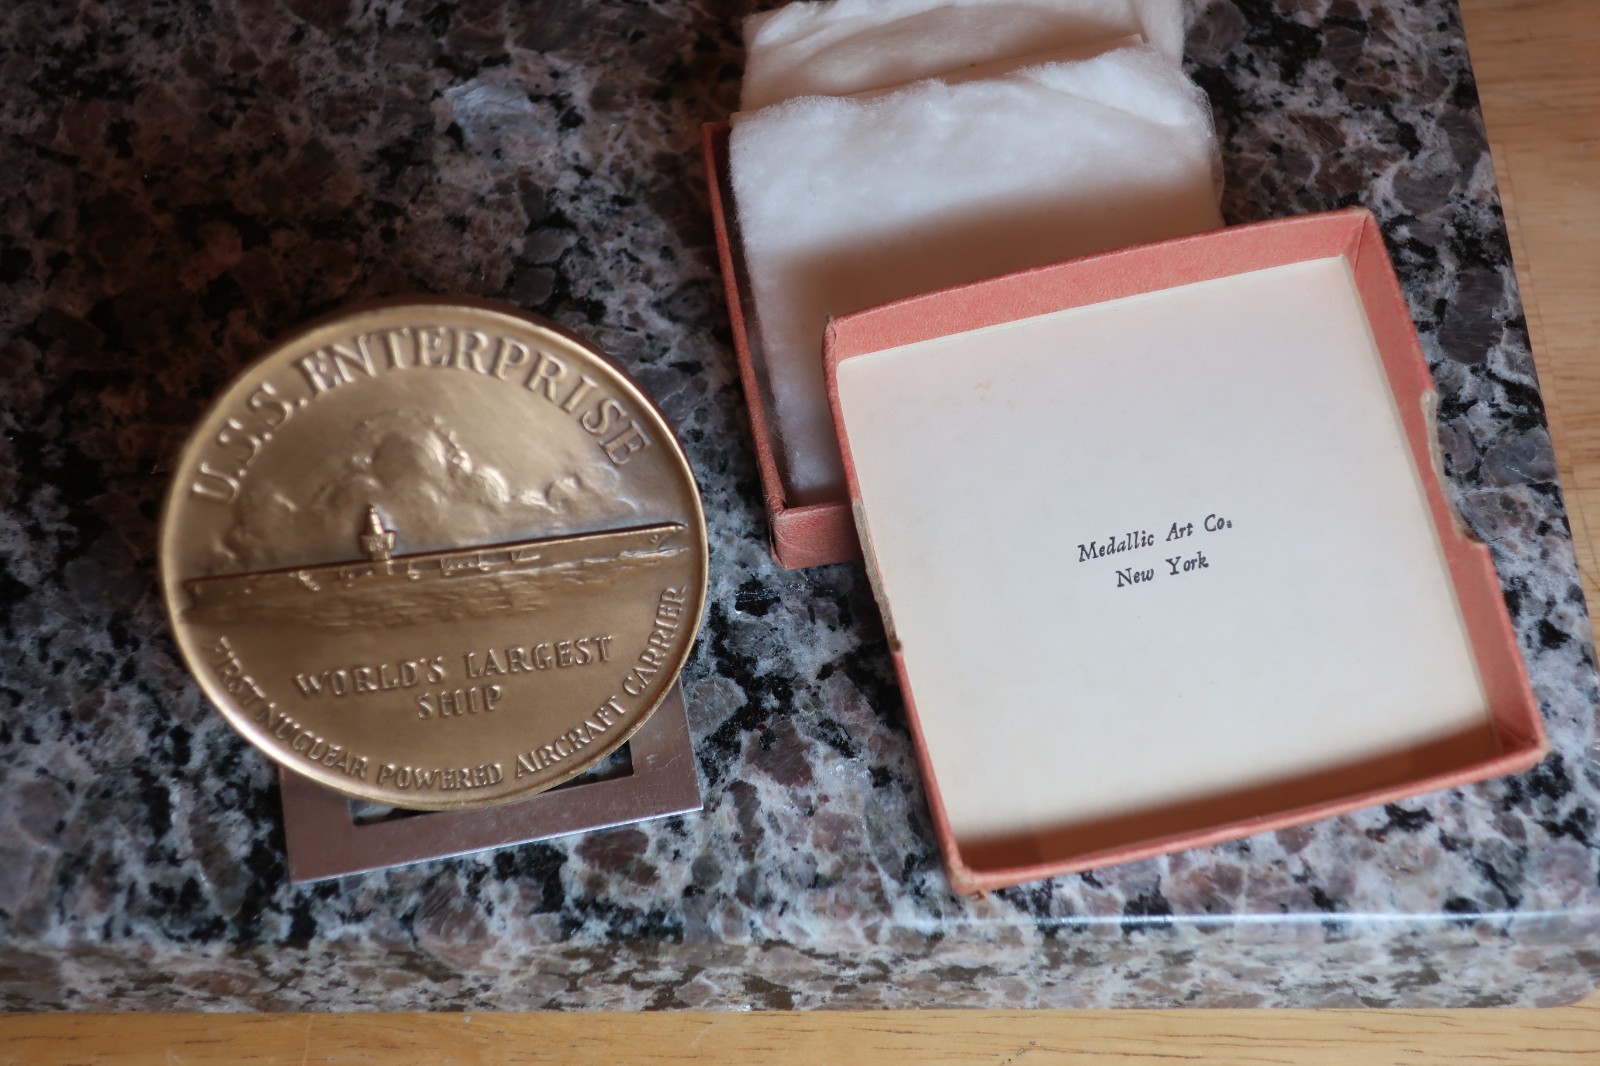 U.S.S. ENTERPRISE
WORLD'S LARGEST
SHIP
FIRST NUCLEAR POWERED AIRCRAFT CARRIER
Medallic Art Co.
New York